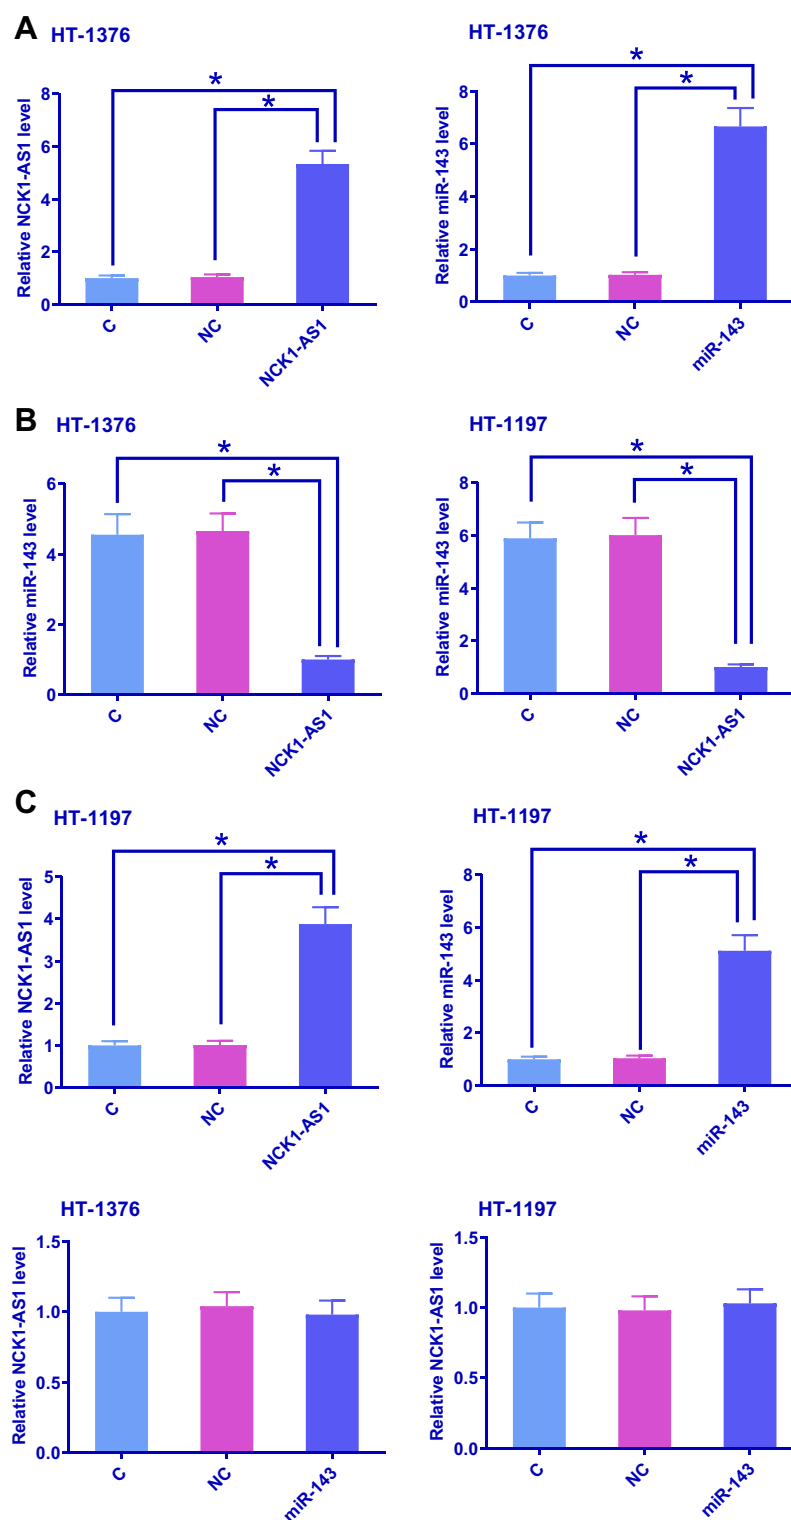 A HT-1376
HT-1376
Relative NCK1-AS1 level
8
6
4
2
0
*
*
C
NC
NCK1-AS1
Relative miR-143 level
8
6
4
2
0
*
*
C
NC
miR-143
B HT-1376
HT-1197
Relative miR-143 level
6
4
2
0
*
*
C
NC
NCK1-AS1
Relative miR-143 level
8
6
4
2
0
*
*
C
NC
NCK1-AS1
C HT-1197
HT-1197
Relative NCK1-AS1 level
5
4
3
2
1
0
*
*
C
NC
NCK1-AS1
Relative miR-143 level
8
6
4
2
0
*
*
C
NC
miR-143
HT-1376
HT-1197
Relative NCK1-AS1 level
1.5
1.0
0.5
0.0
C
NC
miR-143
Relative NCK1-AS1 level
1.5
1.0
0.5
0.0
C
NC
miR-143